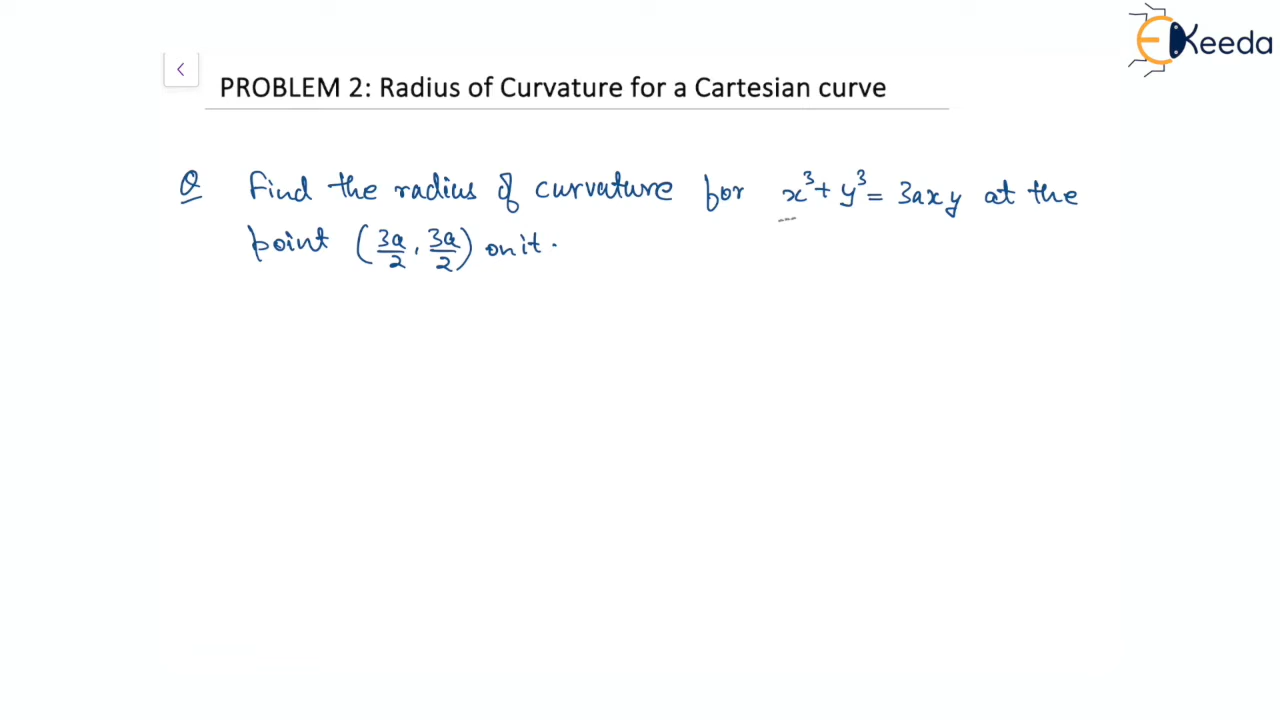 EKeeda
<
PROBLEM 2: Radius of Curvature for a Cartesian curve
Q Find the radius of curvature for x³ + y³ = 3axy at the
point (3a/2, 3a/2) on it.